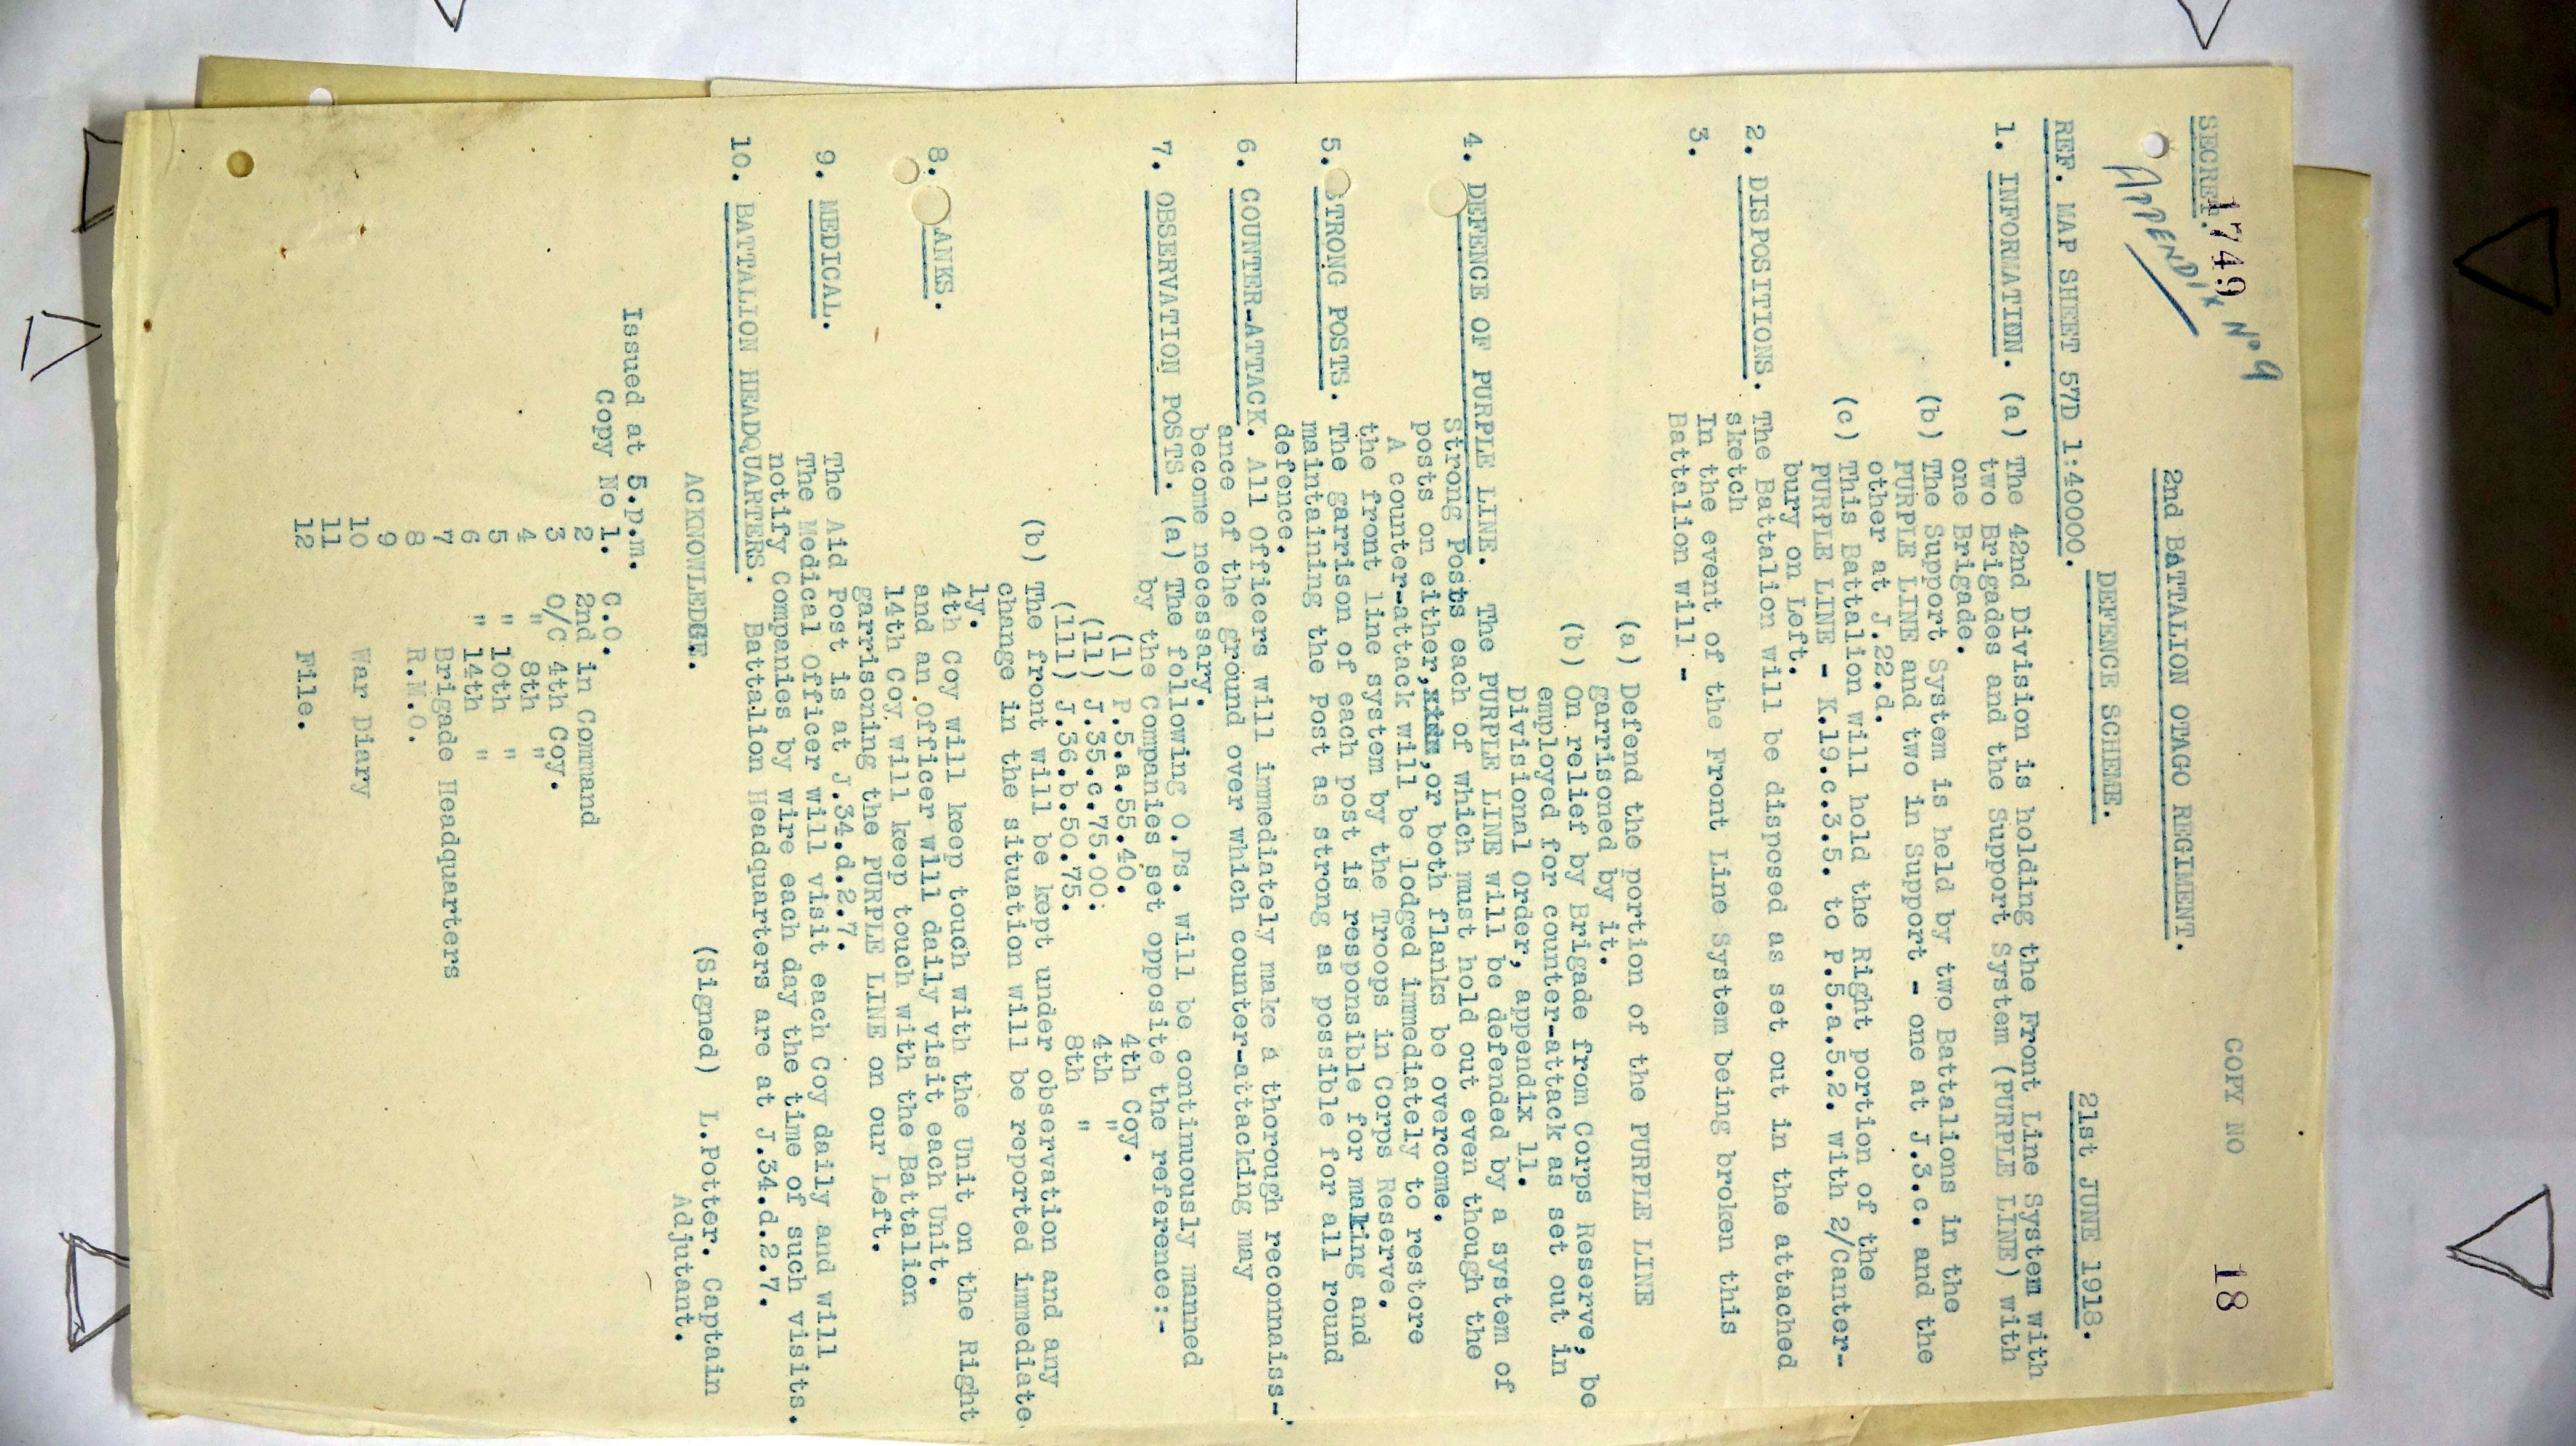 SECRET.
1749
APPENDIX No 9
COPY NO
18
2nd BATTALION OTAGO REGIMENT.
DEFENCE SCHEME.
21st JUNE 1918.
REF. MAP SHEET 57D 1:40000.
1. INFORMATION. (a) The 42nd Division is holding the Front Line System with
two Brigades and the Support System (PURPLE LINE) with
one Brigade.
(b) The Support System is held by two Battalions in the
PURPLE LINE and two in Support - one at J.3.c. and the
other at J.22.d.
(c) This Battalion will hold the Right portion of the
PURPLE LINE - K.19.c.3.5. to P.5.a.5.2. with 2/Canter-
bury on Left.
2. DISPOSITIONS. The Battalion will be disposed as set out in the attached
sketch
3. In the event of the Front Line System being broken this
Battalion will -
(a) Defend the portion of the PURPLE LINE
garrisoned by it.
(b) On relief by Brigade from Corps Reserve, be
employed for counter-attack as set out in
Divisional Order, appendix 11.
4. DEFENCE OF PURPLE LINE. The PURPLE LINE will be defended by a system of
Strong Posts each of which must hold out even though the
posts on either, or both flanks be overcome.
A counter-attack will be lodged immediately to restore
the front line system by the Troops in Corps Reserve.
5. STRONG POSTS. The garrison of each post is responsible for making and
maintaining the Post as strong as possible for all round
defence.
6. COUNTER-ATTACK. All Officers will immediately make a thorough reconnaiss-
ance of the ground over which counter-attacking may
become necessary.
7. OBSERVATION POSTS. (a) The following O.Ps. will be continuously manned
by the Companies set opposite the reference:-
(1) P.5.a.55.40. 4th Coy.
(11) J.35.c.75.00. 4th "
(111) J.36.b.50.75. 8th "
(b) The front will be kept under observation and any
change in the situation will be reported immediate
ly.
8. ANKS. 4th Coy will keep touch with the Unit on the Right
and an Officer will daily visit each Unit.
14th Coy will keep touch with the Battalion
garrisoning the PURPLE LINE on our Left.
9. MEDICAL. The Aid Post is at J.34.d.2.7.
The Medical Officer will visit each Coy daily and will
notify Companies by wire each day the time of such visits.
10. BATTALION HEADQUARTERS. Battalion Headquarters are at J.34.d.2.7.
ACKNOWLEDGE.
(Signed) L.Potter. Captain
Adjutant.
Issued at 5.p.m.
Copy No 1. C.O.
2 2nd in Command
3 O/C 4th Coy.
4 " 8th "
5 " 10th "
6 " 14th "
7 Brigade Headquarters
8 R.M.O.
9
10 War Diary
11
12 File.